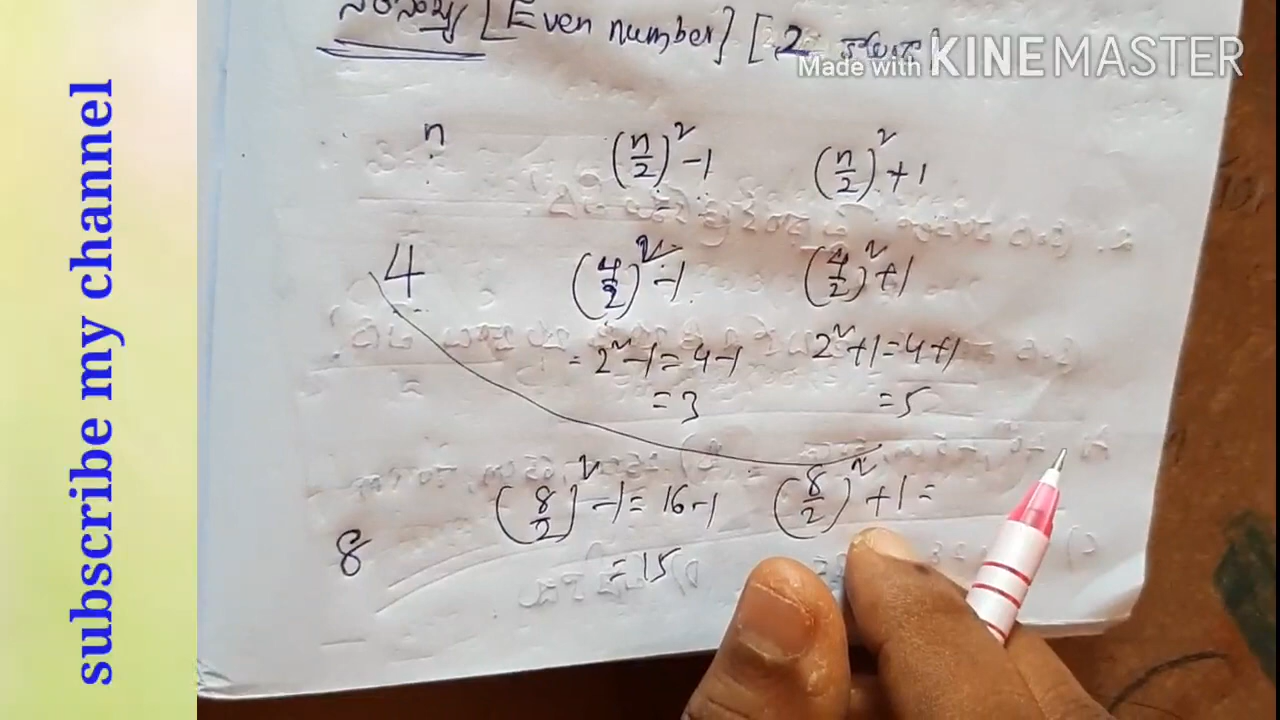 ಸರಿಸಂಖ್ಯೆ [Even number] [2
Made with KINEMASTER
subscribe my channel
n (n/2)² - 1 (n/2)² + 1
4 (4/2)² - 1 (4/2)² + 1
= 2² - 1 = 4 - 1 2² + 1 = 4 + 1
= 3 = 5
8 (8/2)² - 1 = 16 - 1 (8/2)² + 1 =
= 15